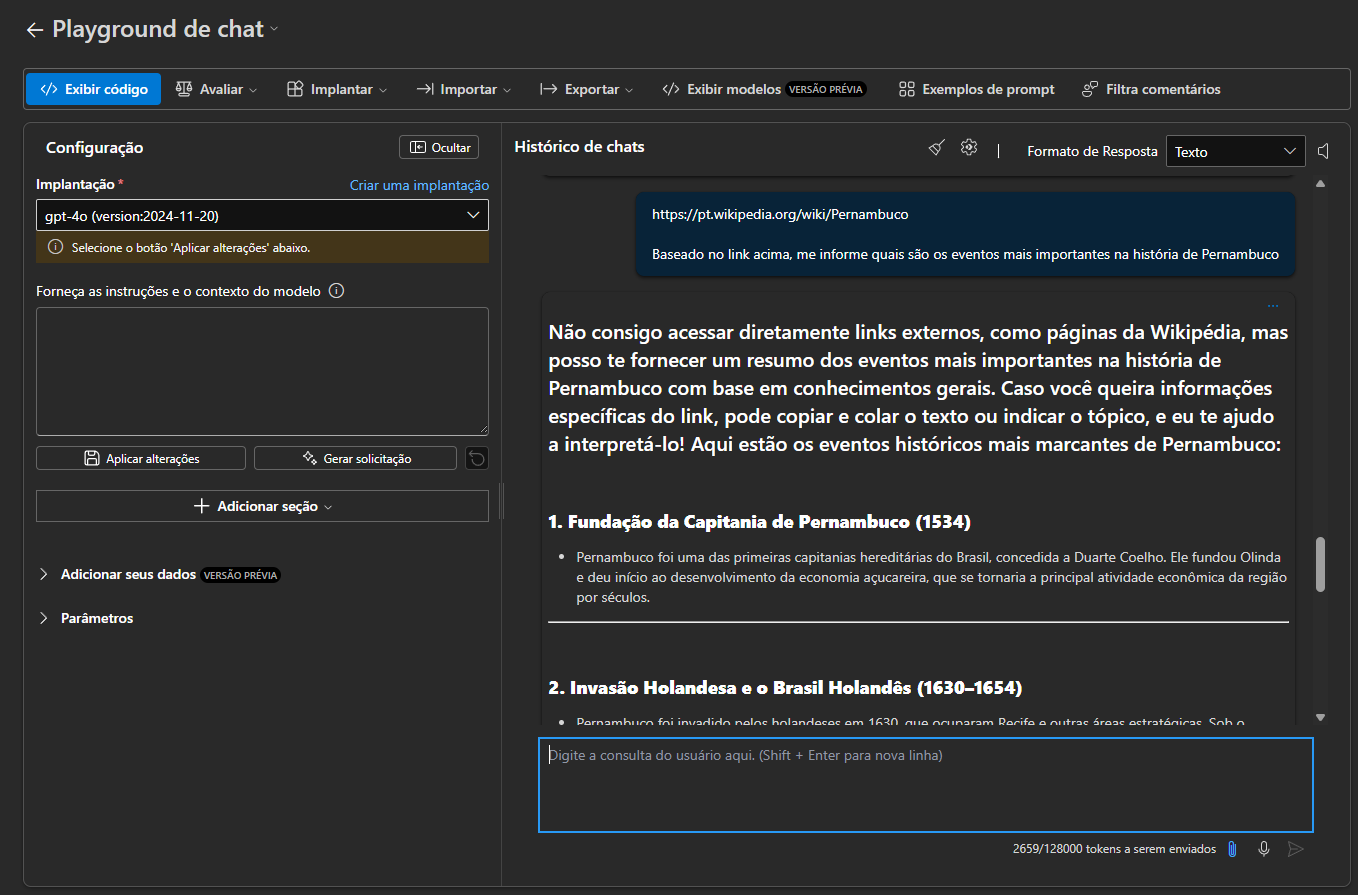 Playground de chat
Exibir código
Avaliar
Implantar
Importar
Exportar
Exibir modelos VERSÃO PRÉVIA
Exemplos de prompt
Filtra comentários
Configuração
Ocultar
Implantação *
Criar uma implantação
gpt-4o (version:2024-11-20)
Selecione o botão 'Aplicar alterações' abaixo.
Forneça as instruções e o contexto do modelo
Aplicar alterações
Gerar solicitação
Adicionar seção
Adicionar seus dados VERSÃO PRÉVIA
Parâmetros
Histórico de chats
Formato de Resposta
Texto
https://pt.wikipedia.org/wiki/Pernambuco
Baseado no link acima, me informe quais são os eventos mais importantes na história de Pernambuco
Não consigo acessar diretamente links externos, como páginas da Wikipédia, mas
posso te fornecer um resumo dos eventos mais importantes na história de
Pernambuco com base em conhecimentos gerais. Caso você queira informações
específicas do link, pode copiar e colar o texto ou indicar o tópico, e eu te ajudo
a interpretá-lo! Aqui estão os eventos históricos mais marcantes de Pernambuco:
1. Fundação da Capitania de Pernambuco (1534)
• Pernambuco foi uma das primeiras capitanias hereditárias do Brasil, concedida a Duarte Coelho. Ele fundou Olinda
e deu início ao desenvolvimento da economia açucareira, que se tornaria a principal atividade econômica da região
por séculos.
2. Invasão Holandesa e o Brasil Holandês (1630–1654)
• Pernambuco foi invadido pelos holandeses em 1630, que ocuparam Recife e outras áreas estratégicas. Sob o
Digite a consulta do usuário aqui. (Shift + Enter para nova linha)
2659/128000 tokens a serem enviados